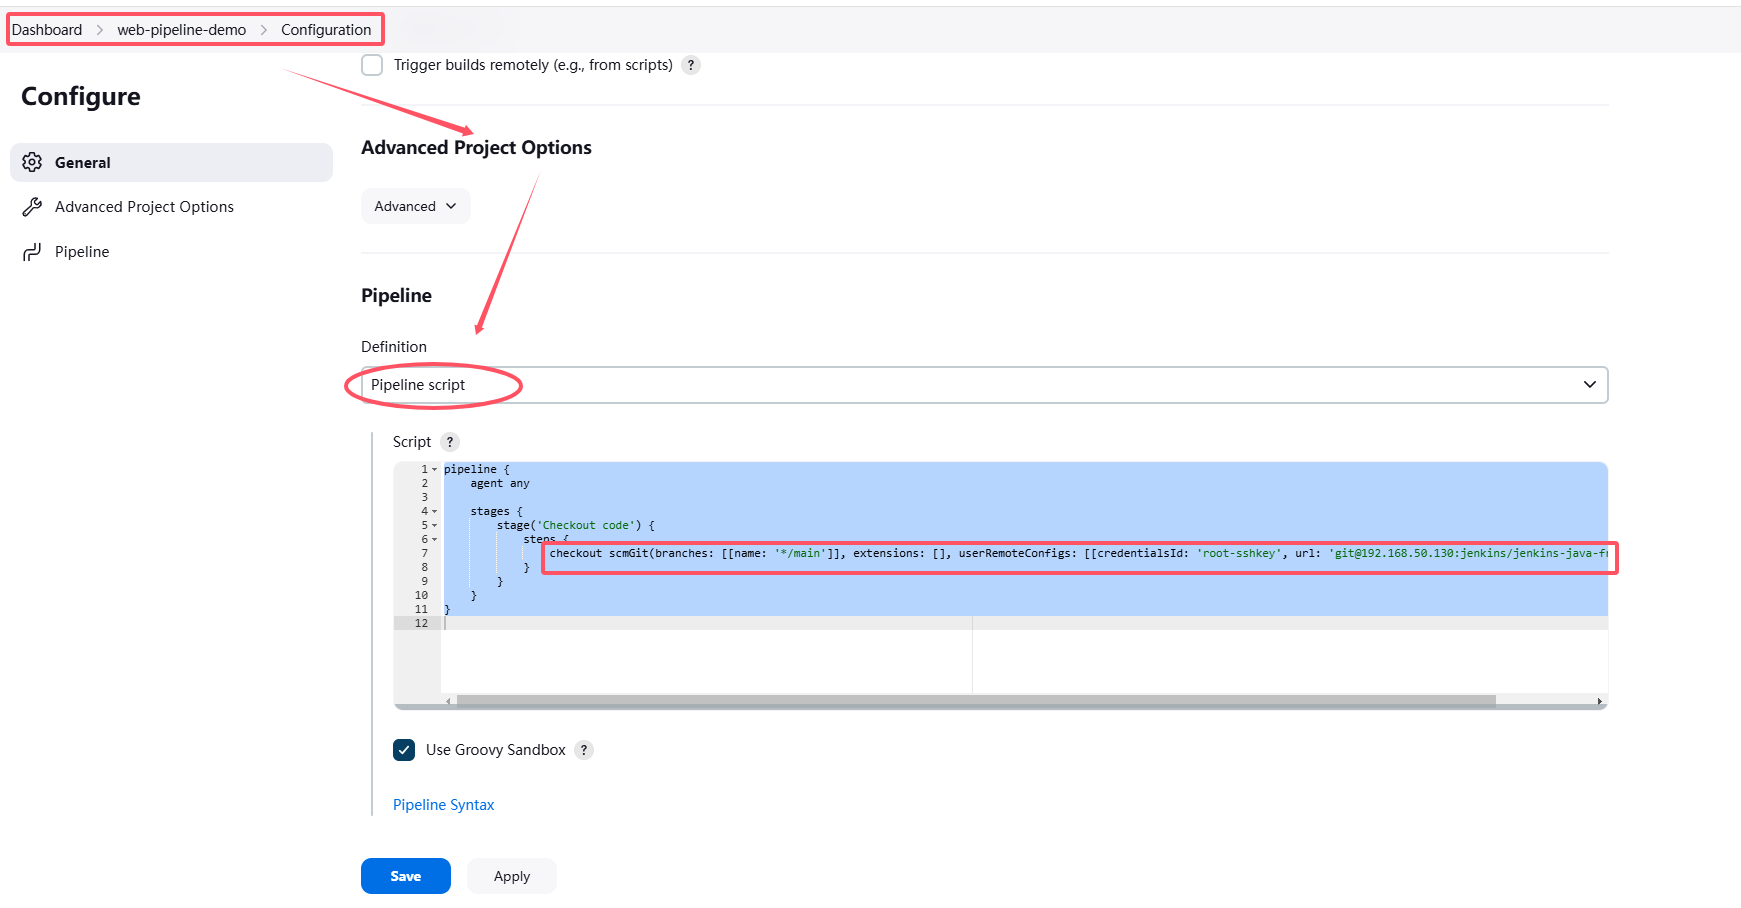 Dashboard > web-pipeline-demo > Configuration
Configure
General
Advanced Project Options
Pipeline
Trigger builds remotely (e.g., from scripts) ?
Advanced Project Options
Advanced
Pipeline
Definition
Pipeline script
Script ?
1 pipeline {
2 agent any
3
4 stages {
5 stage('Checkout code') {
6 steps {
7 checkout scmGit(branches: [[name: '*/main']], extensions: [], userRemoteConfigs: [[credentialsId: 'root-sshkey', url: 'git@192.168.50.130:jenkins/jenkins-java-f
8 }
9 }
10 }
11 }
12
Use Groovy Sandbox ?
Pipeline Syntax
Save
Apply